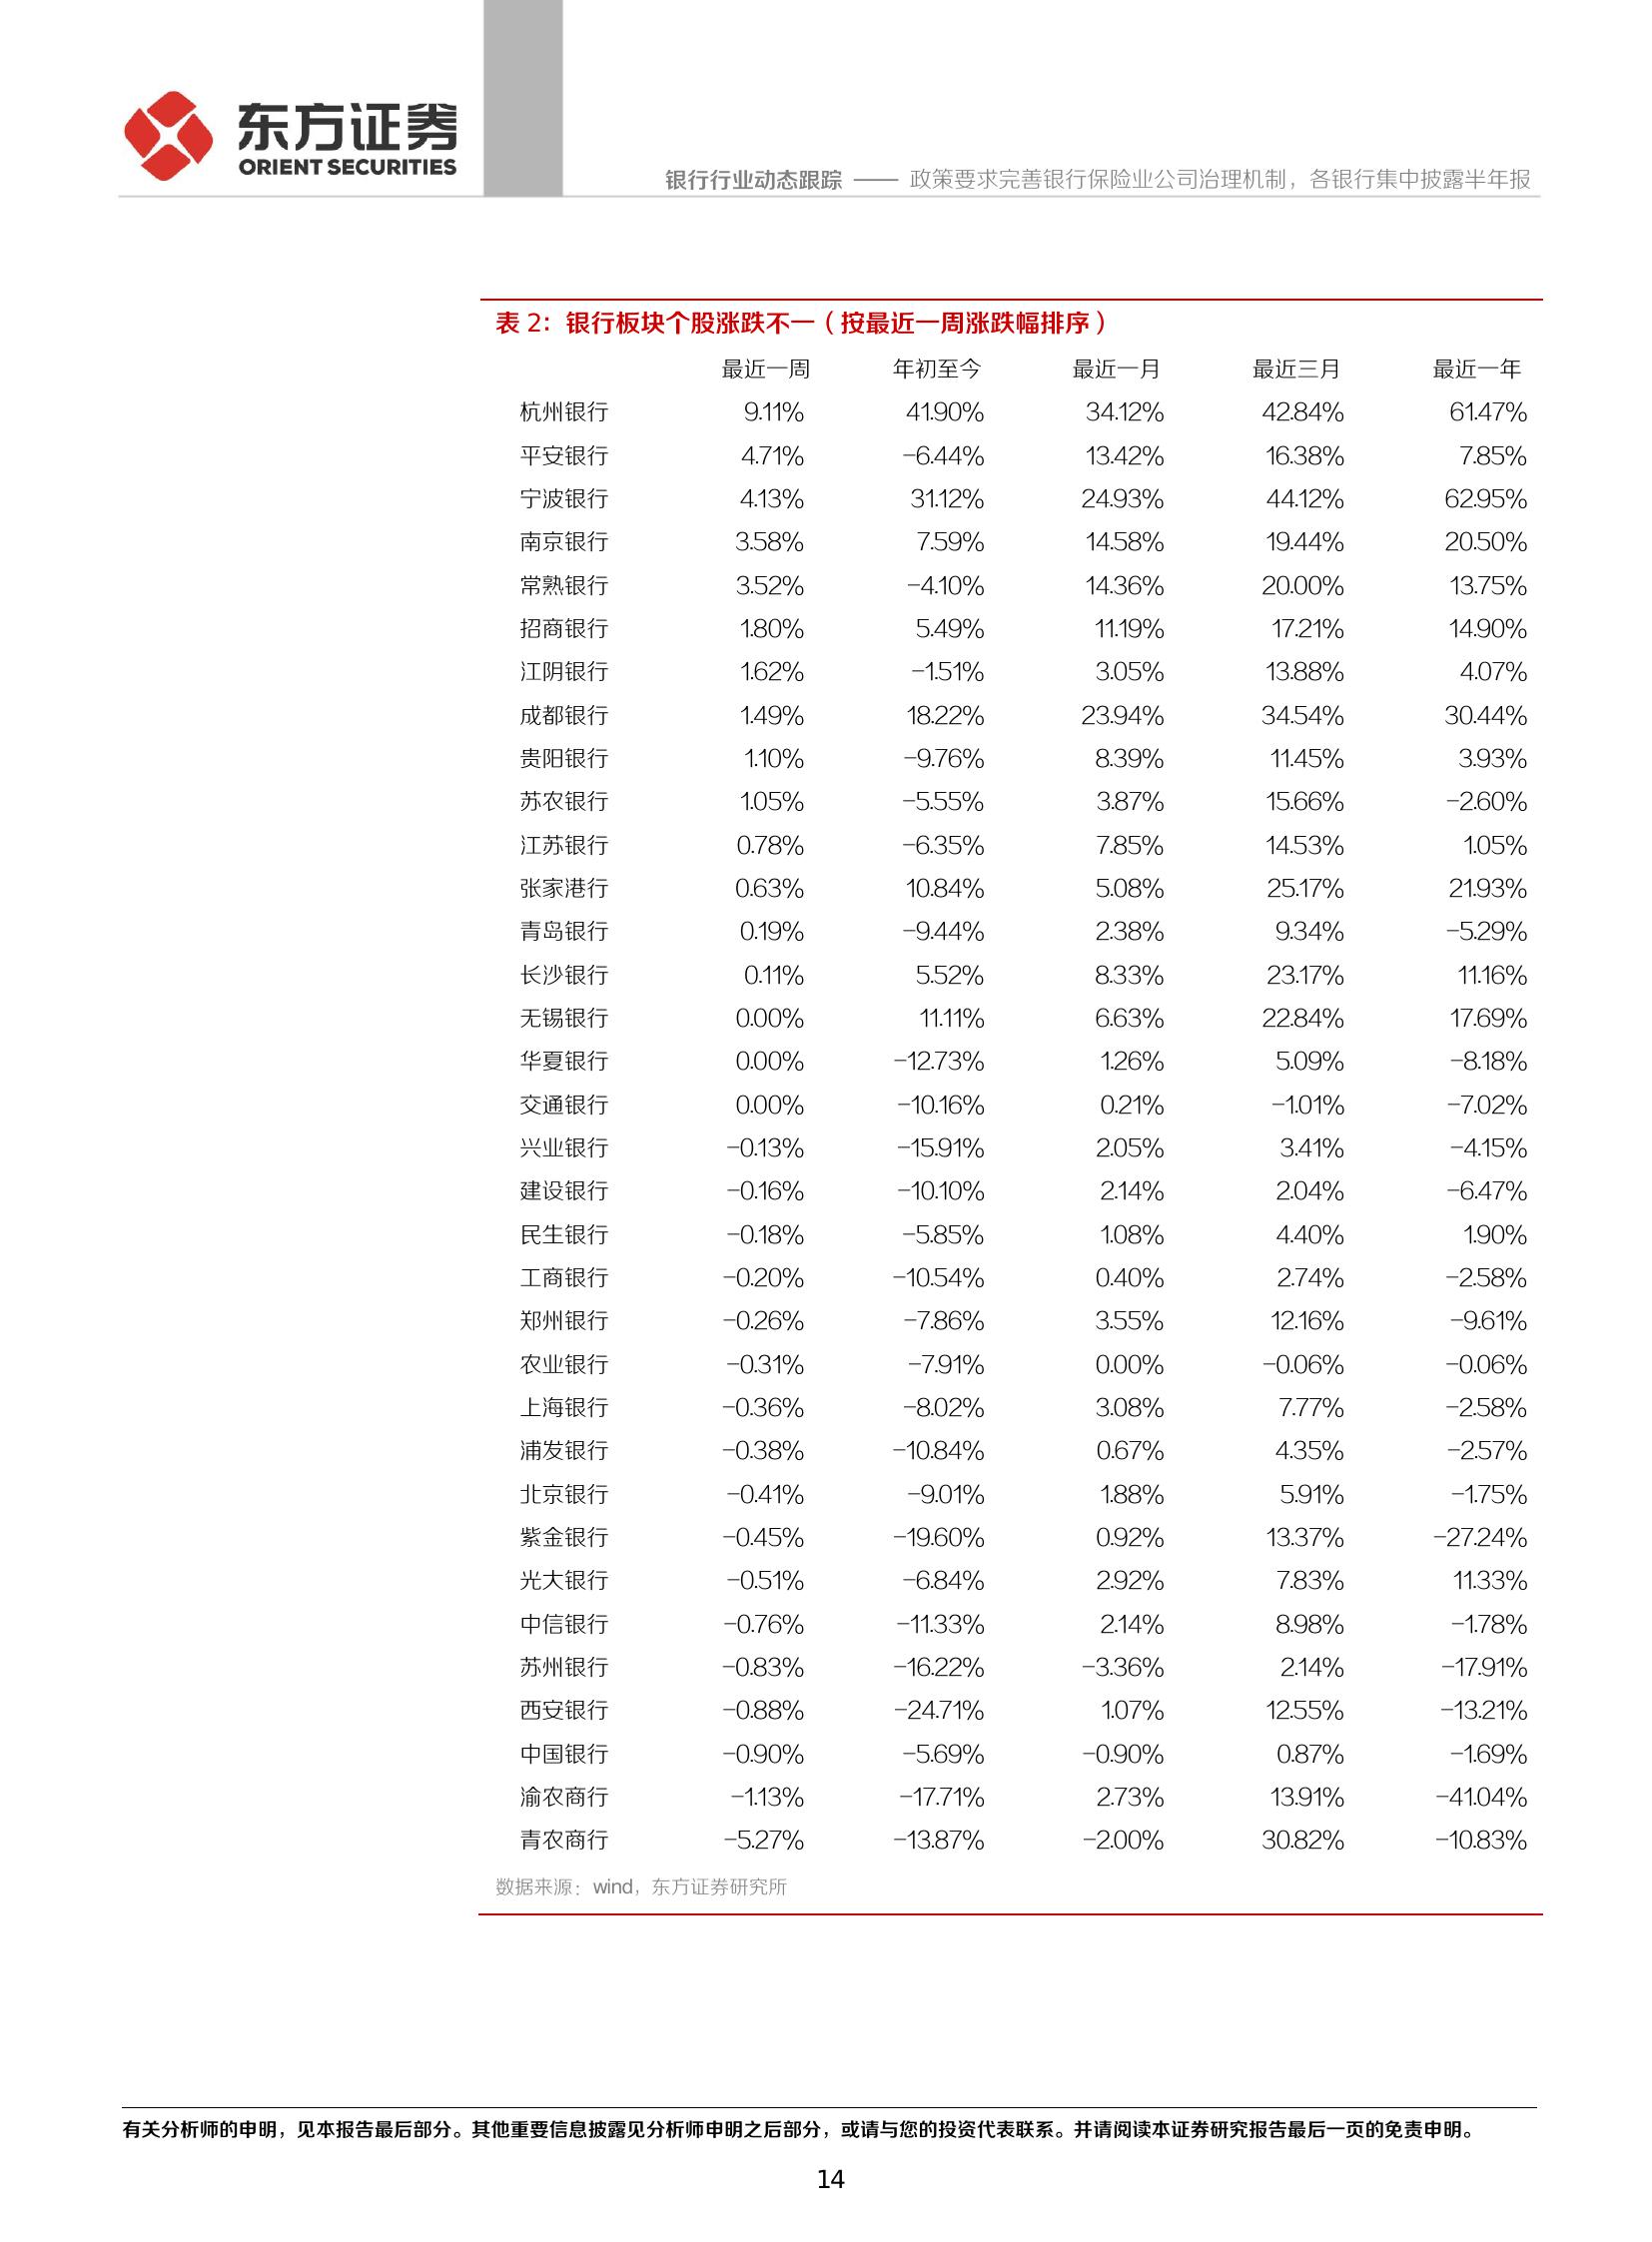 东方证券
ORIENT SECURITIES
银行行业动态跟踪 —— 政策要求完善银行保险业公司治理机制，各银行集中披露半年报
表 2：银行板块个股涨跌不一（按最近一周涨跌幅排序）
最近一周 年初至今 最近一月 最近三月 最近一年
杭州银行 9.11% 41.90% 34.12% 42.84% 61.47%
平安银行 4.71% -6.44% 13.42% 16.38% 7.85%
宁波银行 4.13% 31.12% 24.93% 44.12% 62.95%
南京银行 3.58% 7.59% 14.58% 19.44% 20.50%
常熟银行 3.52% -4.10% 14.36% 20.00% 13.75%
招商银行 1.80% 5.49% 11.19% 17.21% 14.90%
江阴银行 1.62% -1.51% 3.05% 13.88% 4.07%
成都银行 1.49% 18.22% 23.94% 34.54% 30.44%
贵阳银行 1.10% -9.76% 8.39% 11.45% 3.93%
苏农银行 1.05% -5.55% 3.87% 15.66% -2.60%
江苏银行 0.78% -6.35% 7.85% 14.53% 1.05%
张家港行 0.63% 10.84% 5.08% 25.17% 21.93%
青岛银行 0.19% -9.44% 2.38% 9.34% -5.29%
长沙银行 0.11% 5.52% 8.33% 23.17% 11.16%
无锡银行 0.00% 11.11% 6.63% 22.84% 17.69%
华夏银行 0.00% -12.73% 1.26% 5.09% -8.18%
交通银行 0.00% -10.16% 0.21% -1.01% -7.02%
兴业银行 -0.13% -15.91% 2.05% 3.41% -4.15%
建设银行 -0.16% -10.10% 2.14% 2.04% -6.47%
民生银行 -0.18% -5.85% 1.08% 4.40% 1.90%
工商银行 -0.20% -10.54% 0.40% 2.74% -2.58%
郑州银行 -0.26% -7.86% 3.55% 12.16% -9.61%
农业银行 -0.31% -7.91% 0.00% -0.06% -0.06%
上海银行 -0.36% -8.02% 3.08% 7.77% -2.58%
浦发银行 -0.38% -10.84% 0.67% 4.35% -2.57%
北京银行 -0.41% -9.01% 1.88% 5.91% -1.75%
紫金银行 -0.45% -19.60% 0.92% 13.37% -27.24%
光大银行 -0.51% -6.84% 2.92% 7.83% 11.33%
中信银行 -0.76% -11.33% 2.14% 8.98% -1.78%
苏州银行 -0.83% -16.22% -3.36% 2.14% -17.91%
西安银行 -0.88% -24.71% 1.07% 12.55% -13.21%
中国银行 -0.90% -5.69% -0.90% 0.87% -1.69%
渝农商行 -1.13% -17.71% 2.73% 13.91% -41.04%
青农商行 -5.27% -13.87% -2.00% 30.82% -10.83%
数据来源：wind，东方证券研究所
有关分析师的申明，见本报告最后部分。其他重要信息披露见分析师申明之后部分，或请与您的投资代表联系。并请阅读本证券研究报告最后一页的免责申明。
14